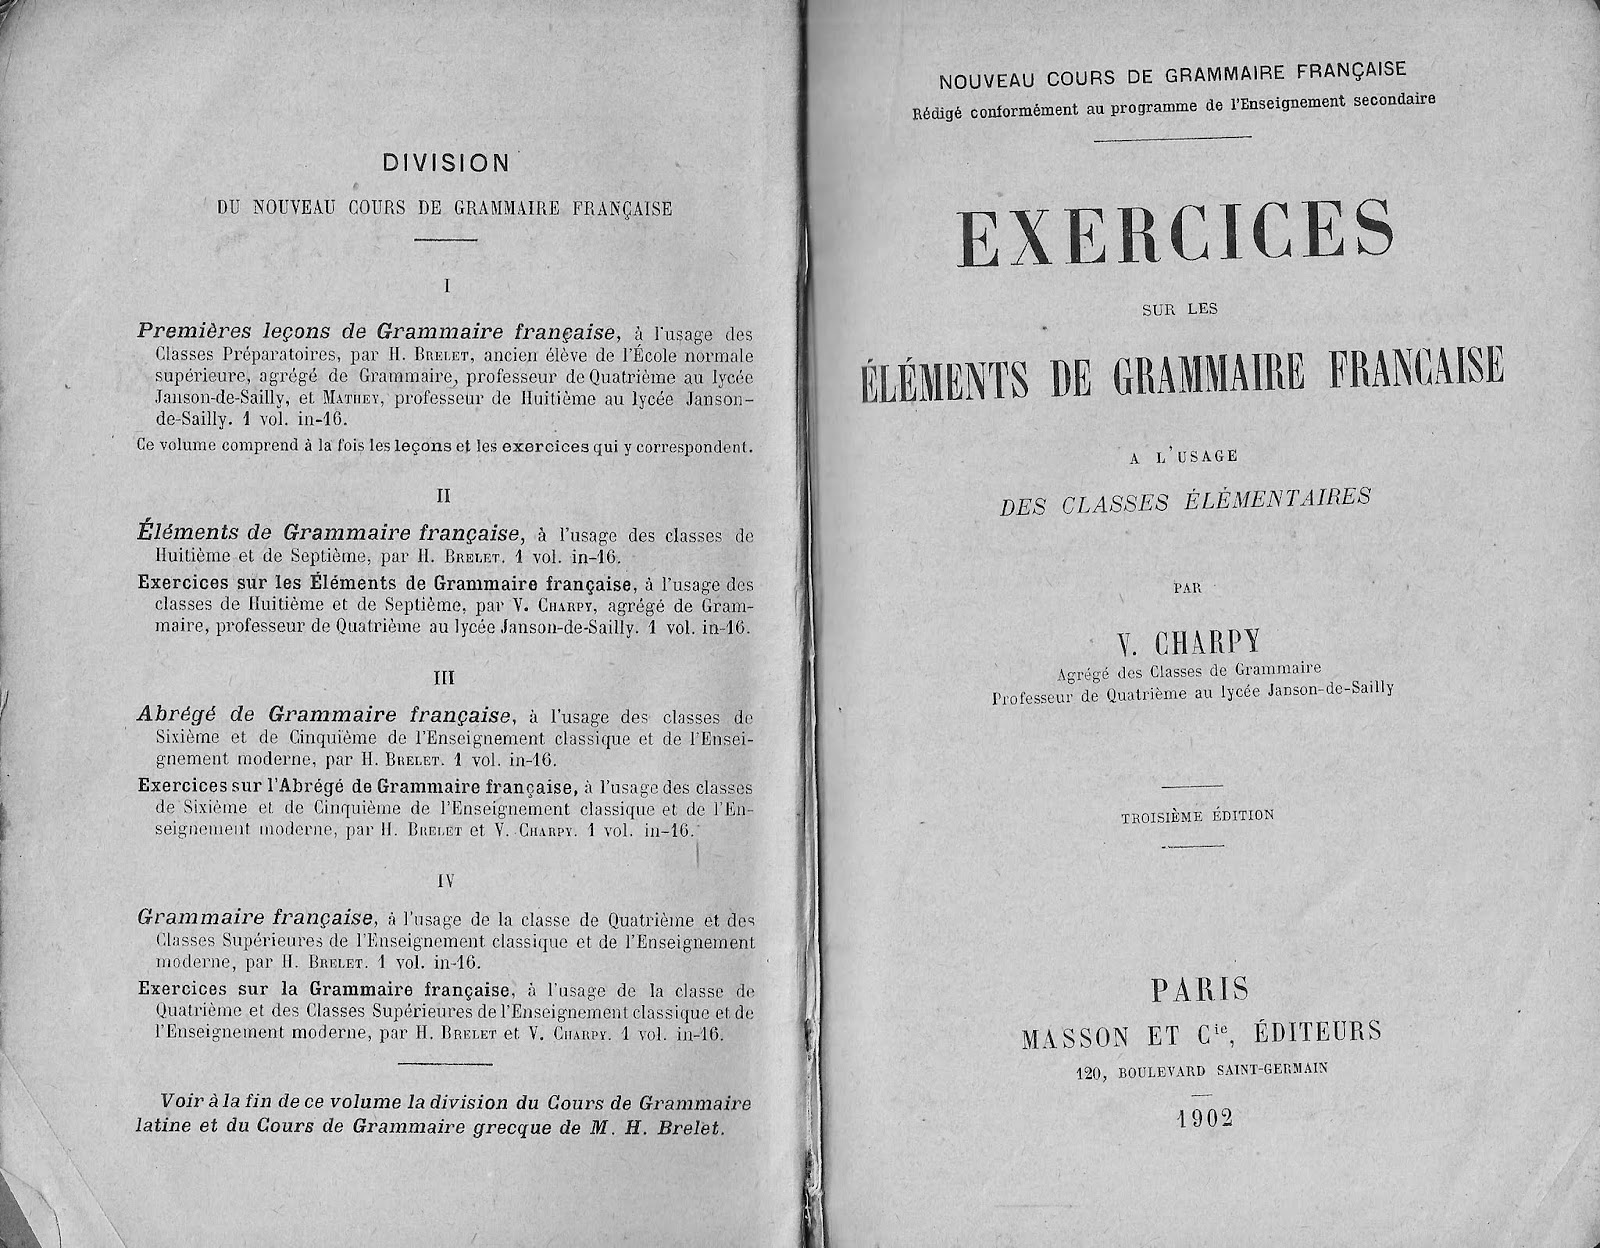 DIVISION
DU NOUVEAU COURS DE GRAMMAIRE FRANÇAISE
I
Premières leçons de Grammaire française, à l'usage des
Classes Préparatoires, par H. BRELET, ancien élève de l'École normale
supérieure, agrégé de Grammaire, professeur de Quatrième au lycée
Janson-de-Sailly, et MATHEY, professeur de Huitième au lycée Janson-
de-Sailly. 1 vol. in-16.
Ce volume comprend à la fois les leçons et les exercices qui y correspondent.
II
Éléments de Grammaire française, à l'usage des classes de
Huitième et de Septième, par H. BRELET. 1 vol. in-16.
Exercices sur les Éléments de Grammaire française, à l'usage des
classes de Huitième et de Septième, par V. CHARPY, agrégé de Gram-
maire, professeur de Quatrième au lycée Janson-de-Sailly. 1 vol. in-16.
III
Abrégé de Grammaire française, à l'usage des classes de
Sixième et de Cinquième de l'Enseignement classique et de l'Ensei-
gnement moderne, par H. BRELET. 1 vol. in-16.
Exercices sur l'Abrégé de Grammaire française, à l'usage des classes
de Sixième et de Cinquième de l'Enseignement classique et de l'En-
seignement moderne, par H. BRELET et V. CHARPY. 1 vol. in-16.
IV
Grammaire française, à l'usage de la classe de Quatrième et des
Classes Supérieures de l'Enseignement classique et de l'Enseignement
moderne, par H. BRELET. 1 vol. in-16.
Exercices sur la Grammaire française, à l'usage de la classe de
Quatrième et des Classes Supérieures de l'Enseignement classique et de
l'Enseignement moderne, par H. BRELET et V. CHARPY. 1 vol. in-16.
Voir à la fin de ce volume la division du Cours de Grammaire
latine et du Cours de Grammaire grecque de M. H. Brelet.
NOUVEAU COURS DE GRAMMAIRE FRANÇAISE
Rédigé conformément au programme de l'Enseignement secondaire
EXERCICES
SUR LES
ÉLÉMENTS DE GRAMMAIRE FRANÇAISE
A L'USAGE
DES CLASSES ÉLÉMENTAIRES
PAR
V. CHARPY
Agrégé des Classes de Grammaire
Professeur de Quatrième au lycée Janson-de-Sailly
TROISIÈME ÉDITION
PARIS
MASSON ET Cie, ÉDITEURS
120, BOULEVARD SAINT-GERMAIN
1902